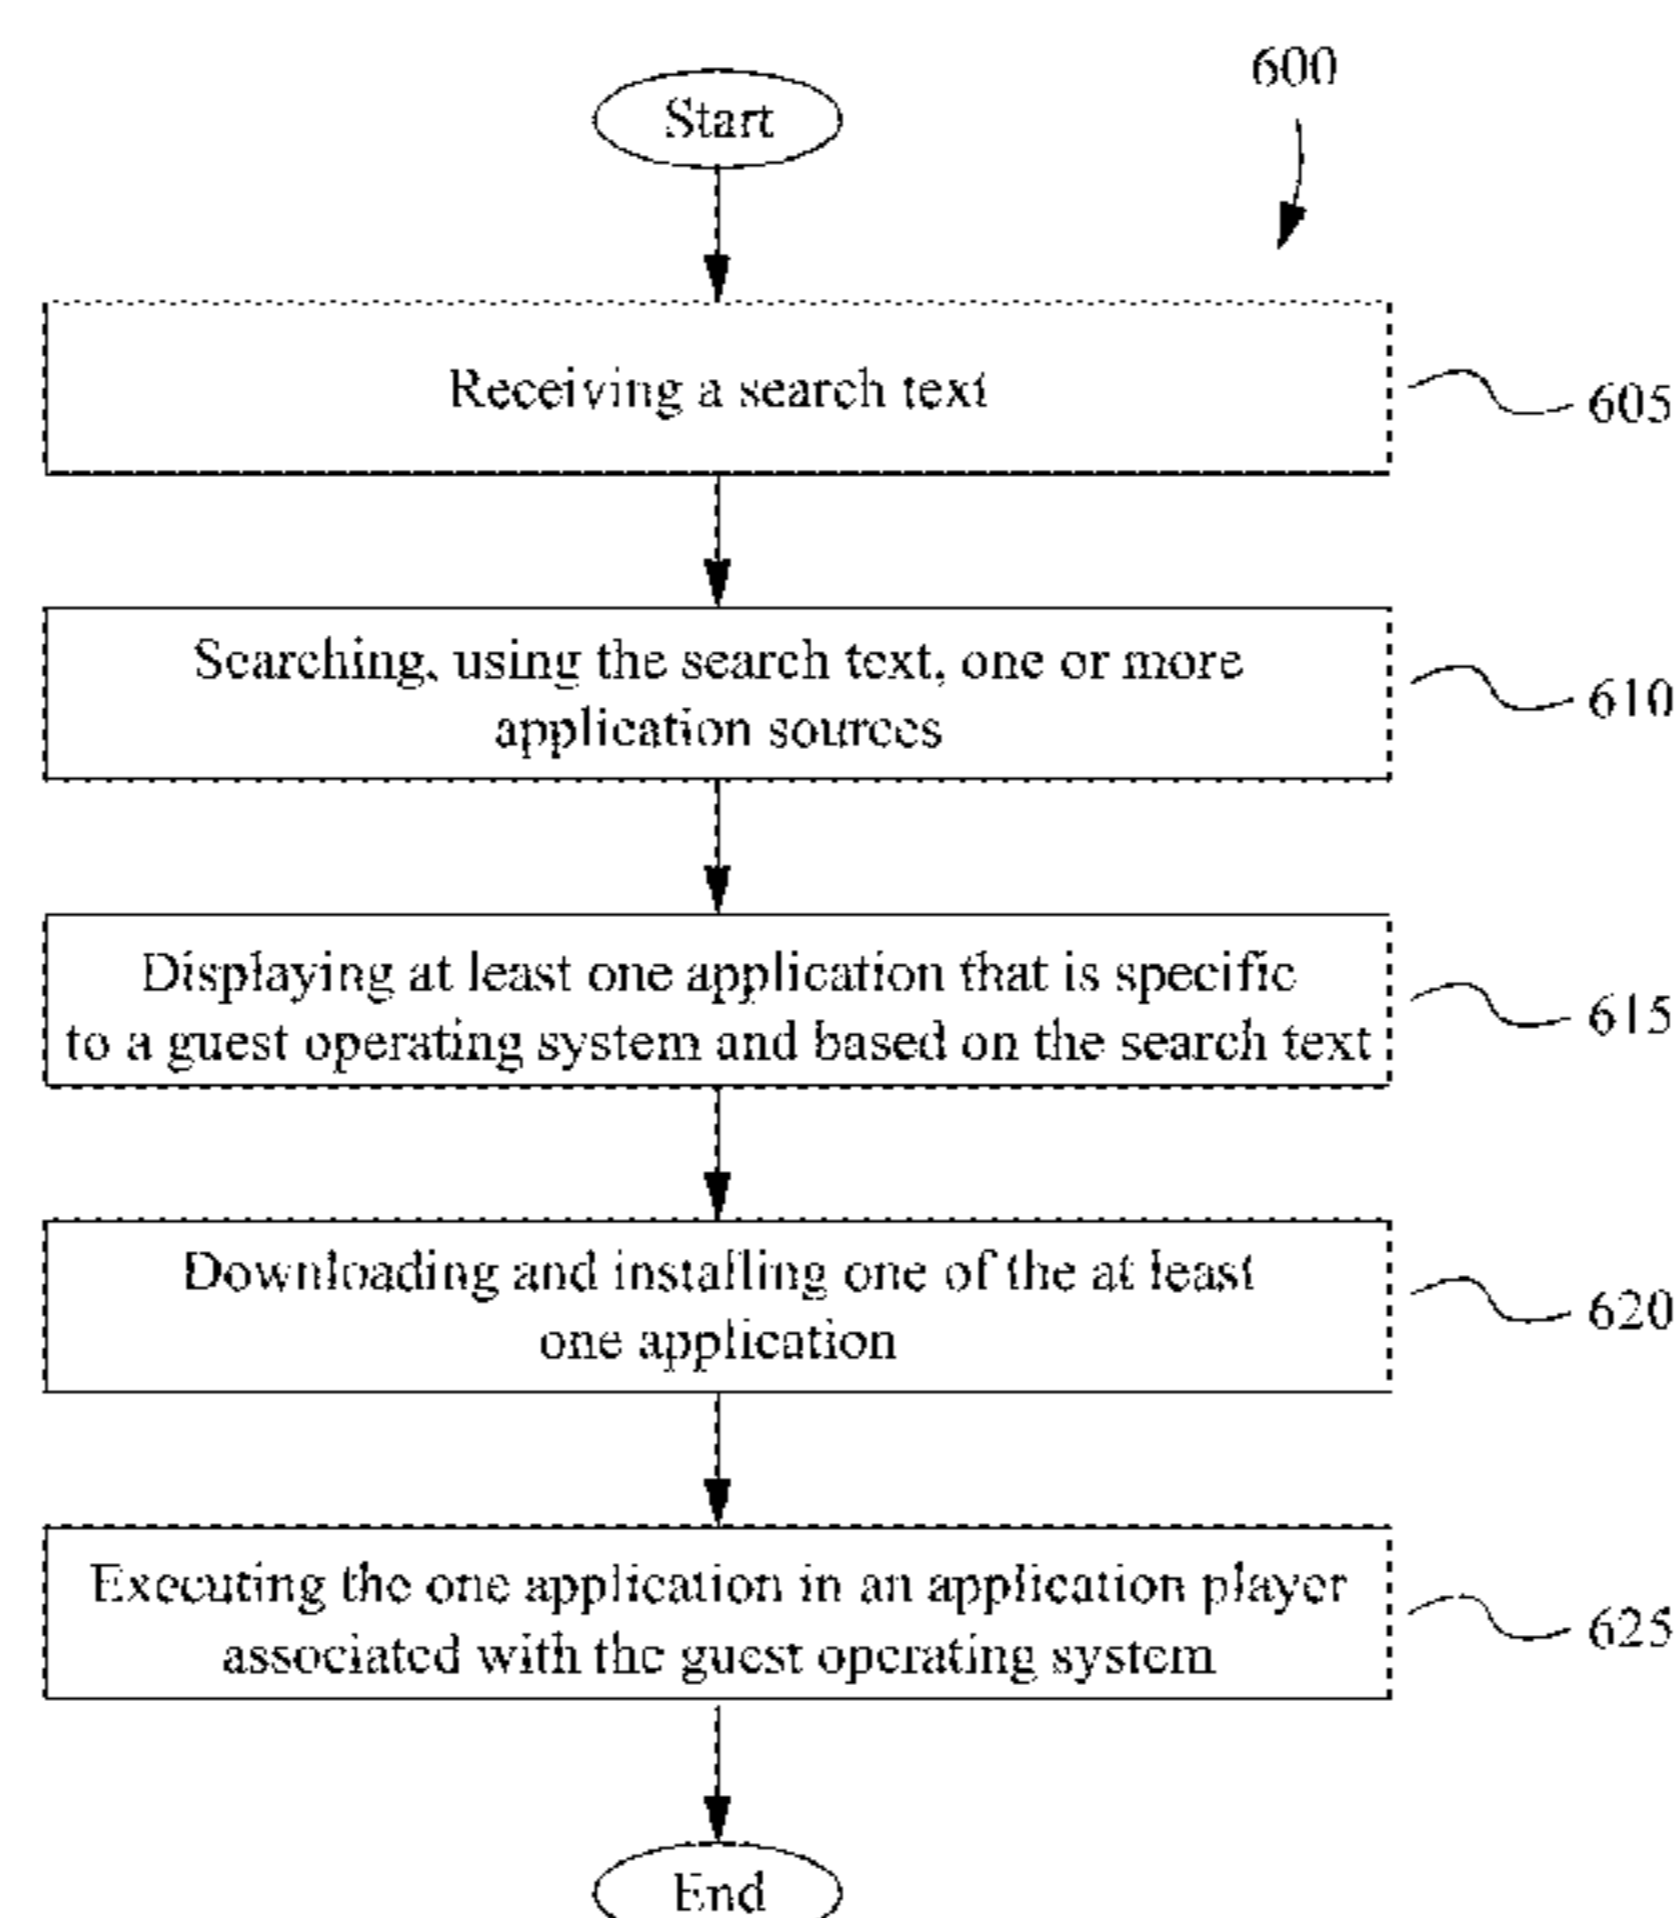 Start
600
Receiving a search text
605
Searching, using the search text, one or more
application sources
610
Displaying at least one application that is specific
to a guest operating system and based on the search text
615
Downloading and installing one of the at least
one application
620
Executing the one application in an application player
associated with the guest operating system
625
End